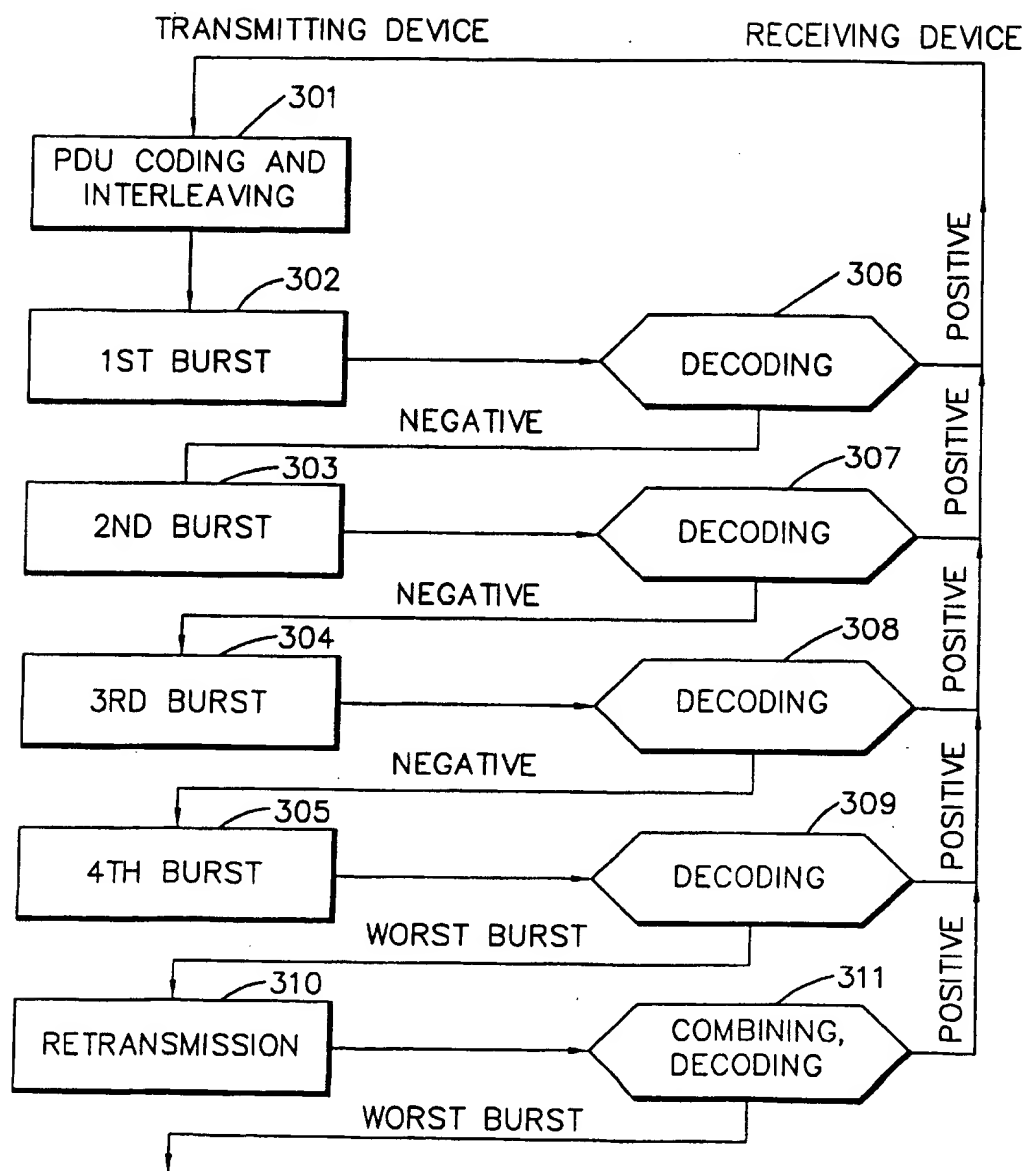 TRANSMITTING DEVICE
RECEIVING DEVICE
301
PDU CODING AND
INTERLEAVING
302
1ST BURST
306
DECODING
POSITIVE
NEGATIVE
303
2ND BURST
307
DECODING
POSITIVE
NEGATIVE
304
3RD BURST
308
DECODING
POSITIVE
NEGATIVE
305
4TH BURST
309
DECODING
POSITIVE
WORST BURST
310
RETRANSMISSION
311
COMBINING,
DECODING
POSITIVE
WORST BURST